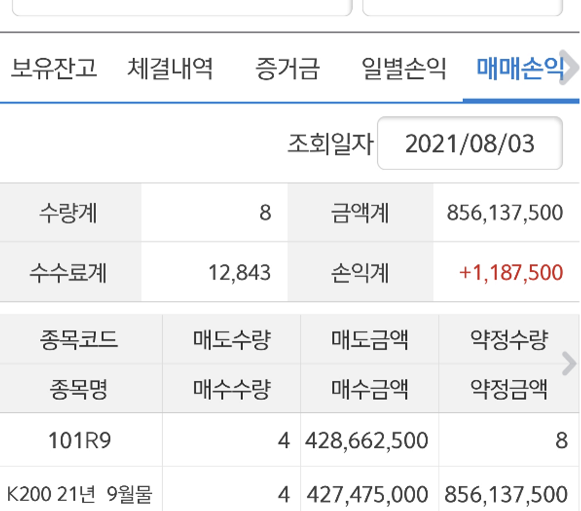 보유잔고 체결내역 증거금 일별손익 매매손익
조회일자 2021/08/03
수량계 8 금액계 856,137,500
수수료계 12,843 손익계 +1,187,500
종목코드 매도수량 매도금액 약정수량
종목명 매수수량 매수금액 약정금액
101R9 4 428,662,500 8
K200 21년 9월물 4 427,475,000 856,137,500